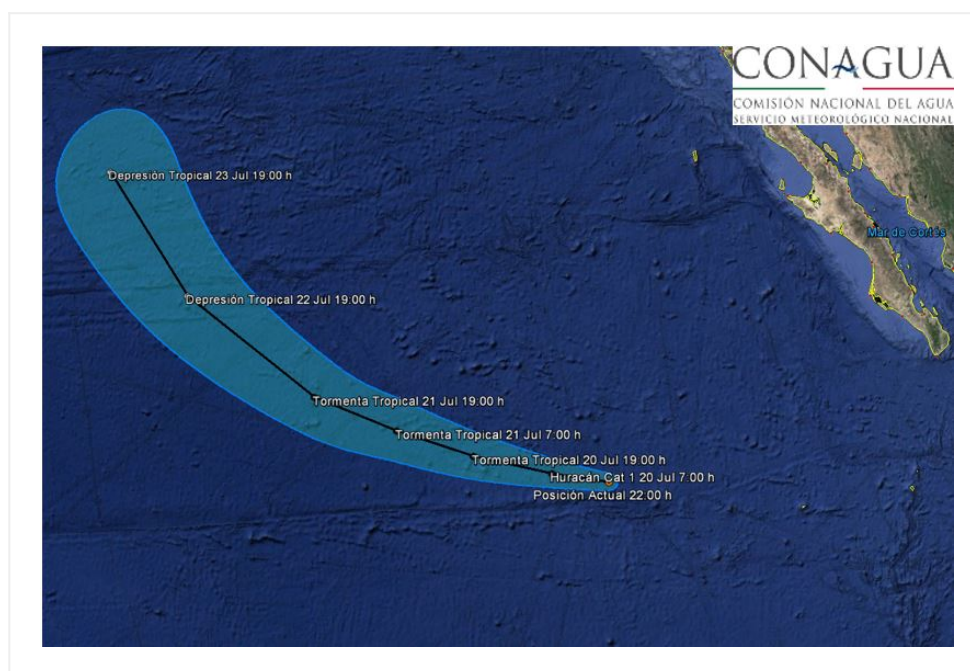 CONAGUA
COMISIÓN NACIONAL DEL AGUA
SERVICIO METEOROLÓGICO NACIONAL
Depresión Tropical 23 Jul 19:00 h
Mar de Cortés
Depresión Tropical 22 Jul 19:00 h
Tormenta Tropical 21 Jul 19:00 h
Tormenta Tropical 21 Jul 7:00 h
Tormenta Tropical 20 Jul 19:00 h
Huracán Cat 1 20 Jul 7:00 h
Posición Actual 22:00 h